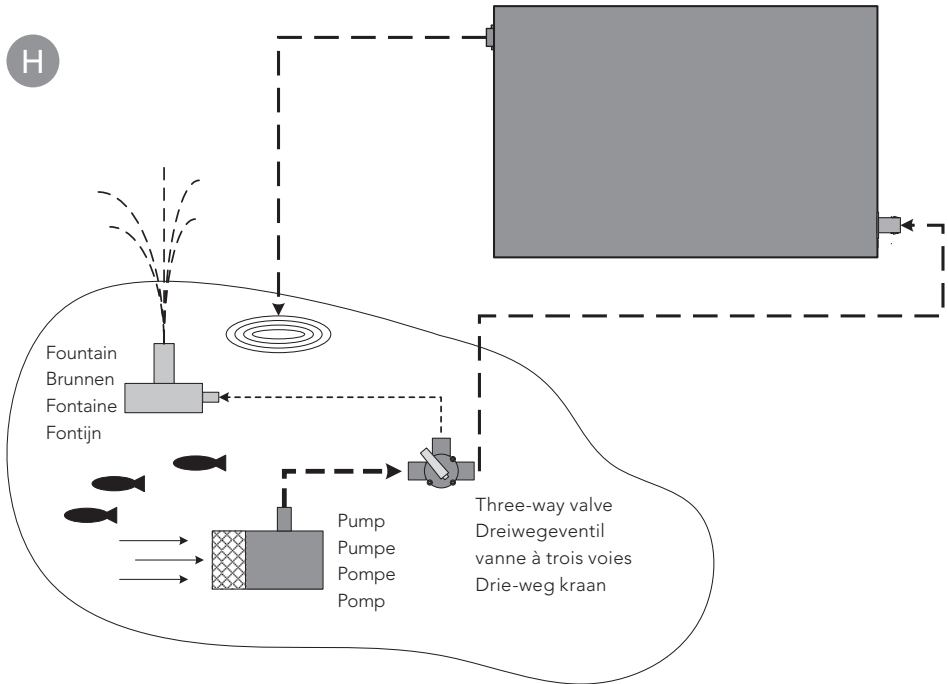 H
Fountain
Brunnen
Fontaine
Fontijn
Pump
Pumpe
Pompe
Pomp
Three-way valve
Dreiwegeventil
vanne à trois voies
Drie-weg kraan